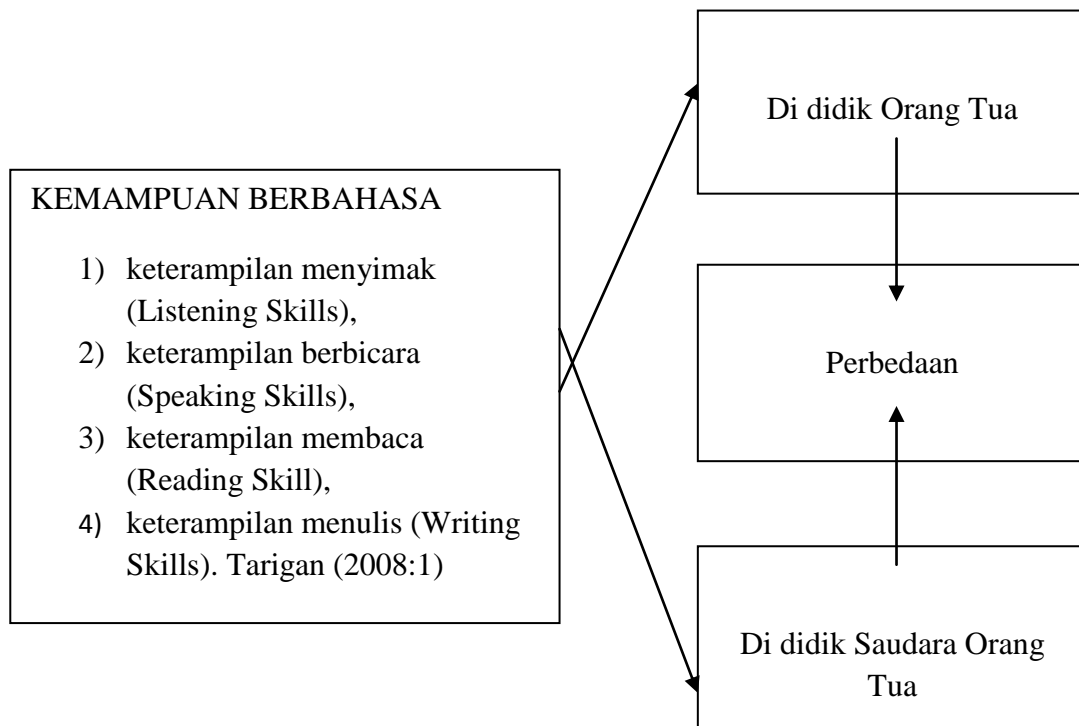 KEMAMPUAN BERBAHASA
1) keterampilan menyimak
(Listening Skills),
2) keterampilan berbicara
(Speaking Skills),
3) keterampilan membaca
(Reading Skill),
4) keterampilan menulis (Writing
Skills). Tarigan (2008:1)
Di didik Orang Tua
Perbedaan
Di didik Saudara Orang
Tua